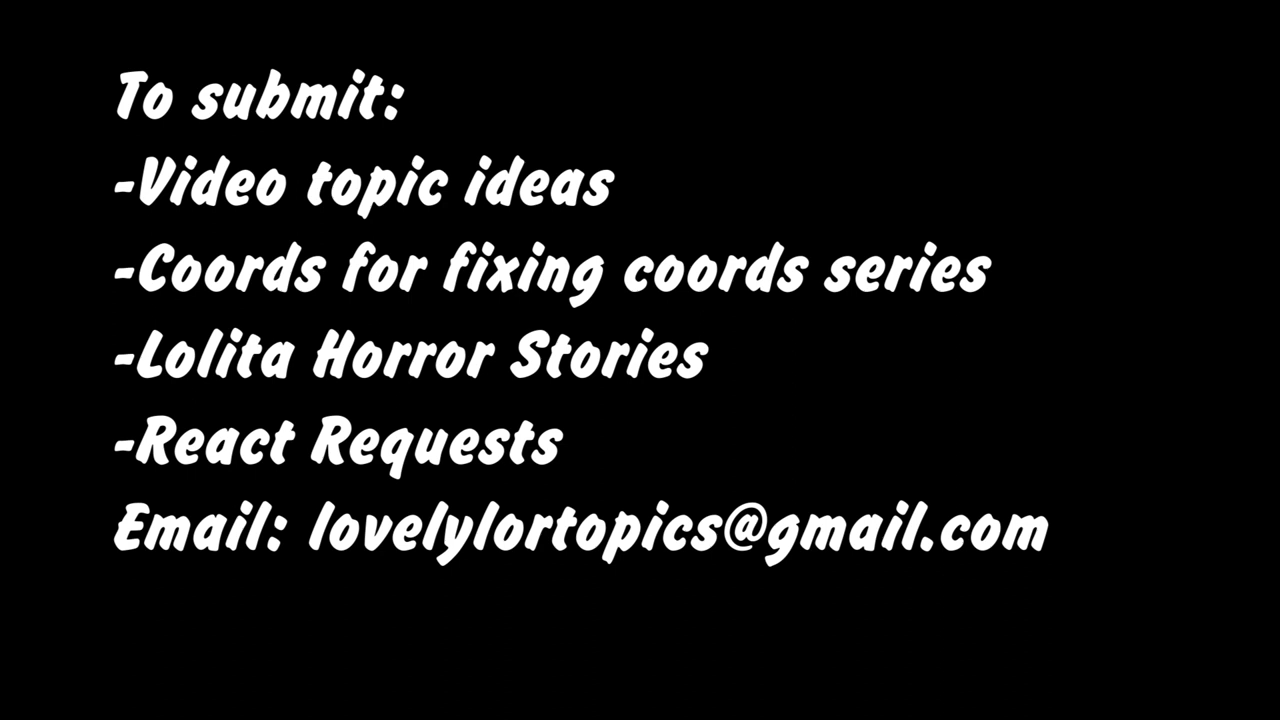 To submit:
-Video topic ideas
-Coords for fixing coords series
-Lolita Horror Stories
-React Requests
Email: lovelylortopics@gmail.com